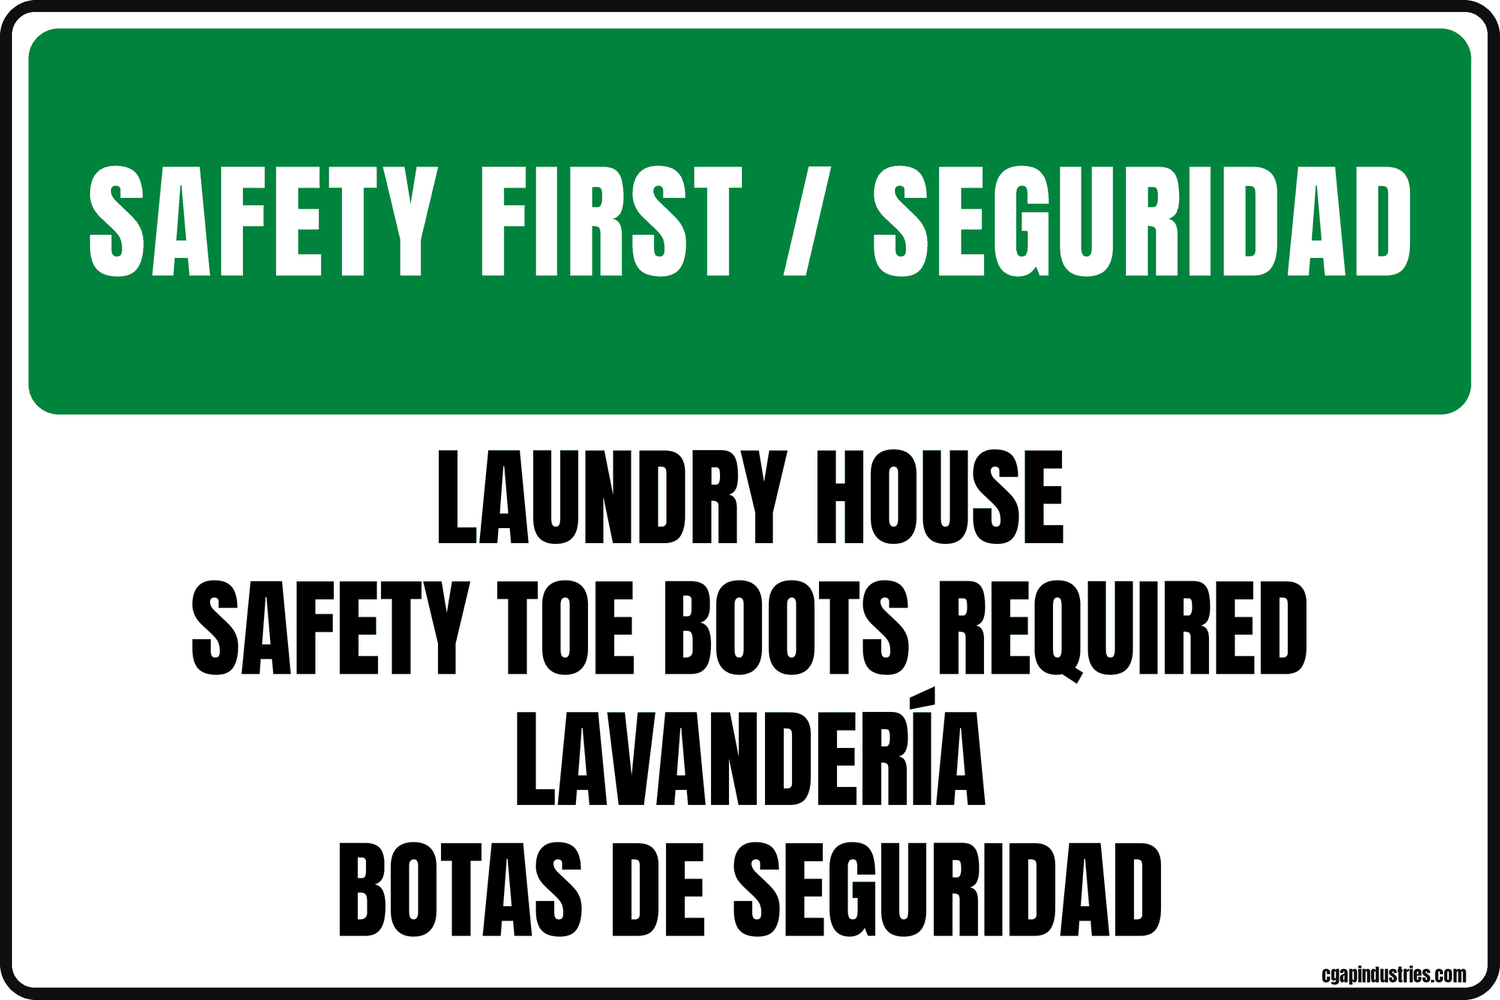 SAFETY FIRST / SEGURIDAD
LAUNDRY HOUSE
SAFETY TOE BOOTS REQUIRED
LAVANDERÍA
BOTAS DE SEGURIDAD
cgapindustries.com